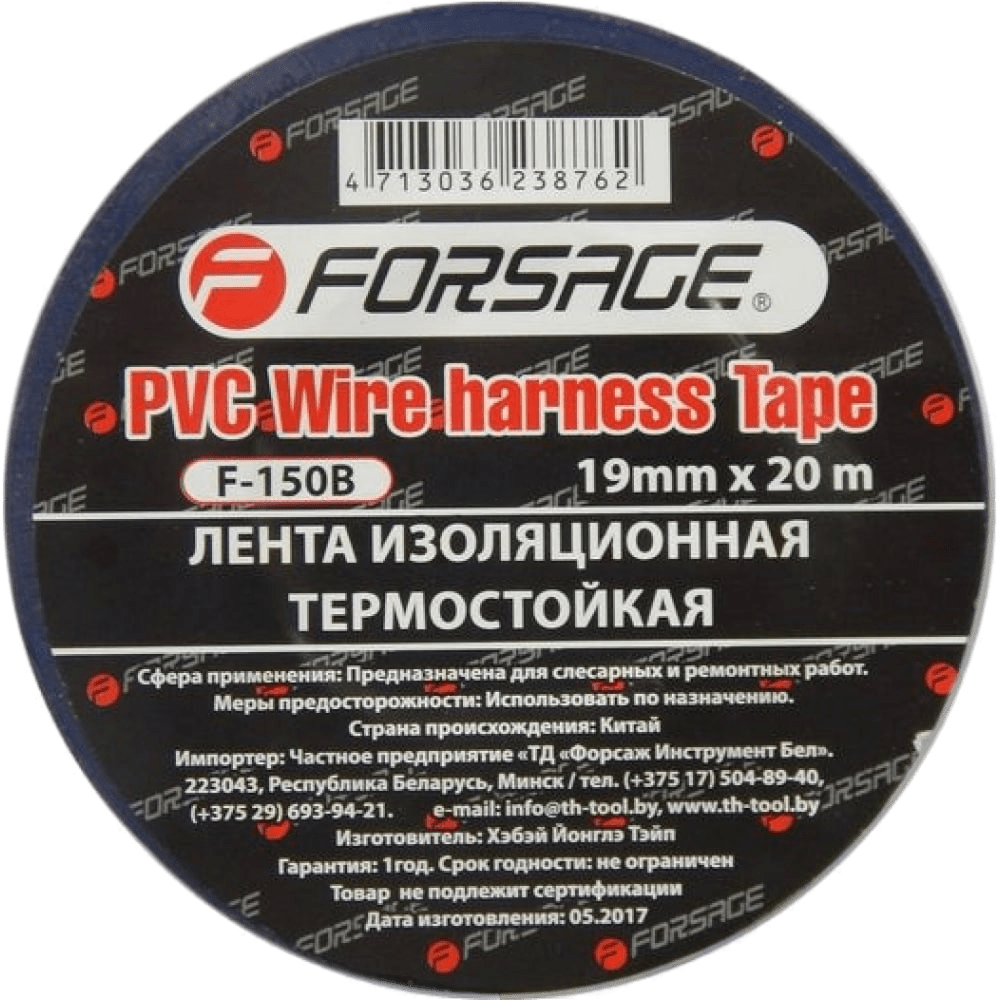 FORSAGE
4 713036 238762
FORSAGE®
PVC Wire harness Tape
F-150B
19mm x 20 m
ЛЕНТА ИЗОЛЯЦИОННАЯ
ТЕРМОСТОЙКАЯ
Сфера применения: Предназначена для слесарных и ремонтных работ.
Меры предосторожности: Использовать по назначению.
Страна происхождения: Китай
Импортер: Частное предприятие «ТД «Форсаж Инструмент Бел».
223043, Республика Беларусь, Минск / тел. (+375 17) 504-89-40,
(+375 29) 693-94-21. e-mail: info@th-tool.by, www.th-tool.by
Изготовитель: Хэбэй Йонглэ Тэйп
Гарантия: 1год. Срок годности: не ограничен
Товар не подлежит сертификации
Дата изготовления: 05.2017
FORSAGE